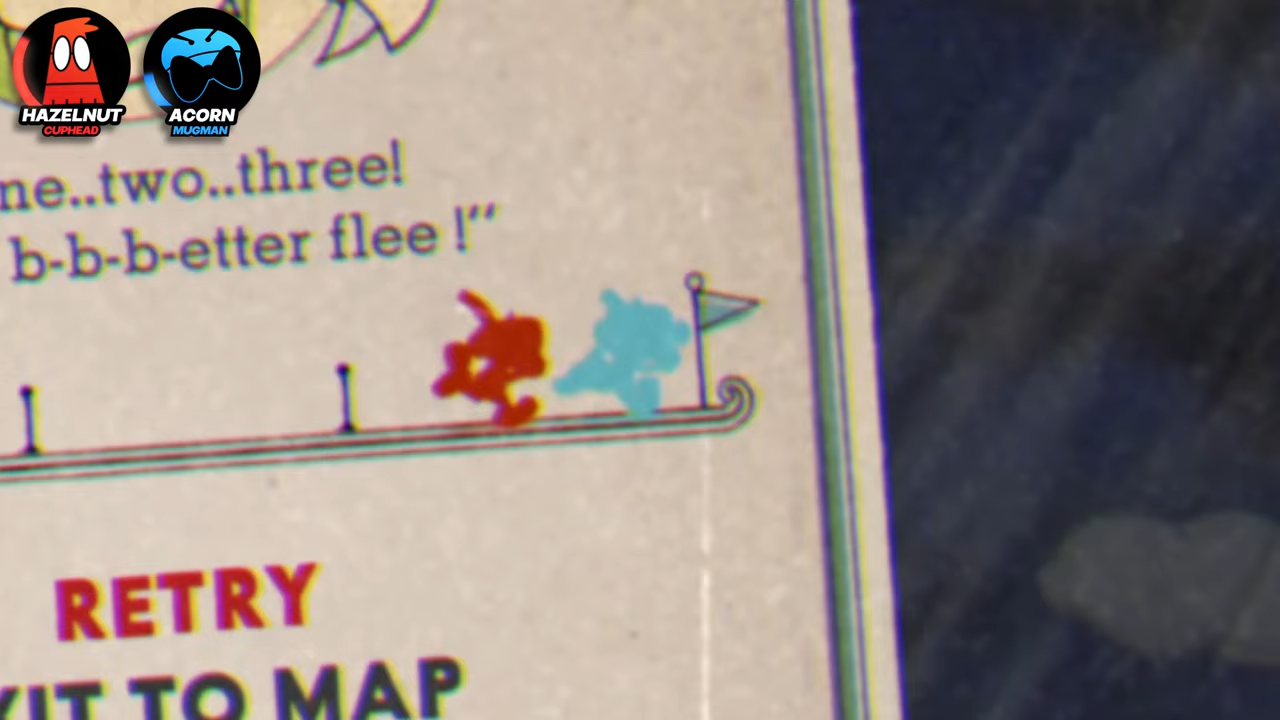 HAZELNUT
CUPHEAD
ACORN
MUGMAN
ne..two..three!
b-b-b-etter flee!”
RETRY
XIT TO MAP